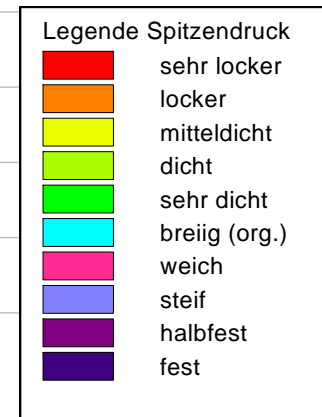 Legende Spitzendruck
sehr locker
locker
mitteldicht
dicht
sehr dicht
breiig (org.)
weich
steif
halbfest
fest